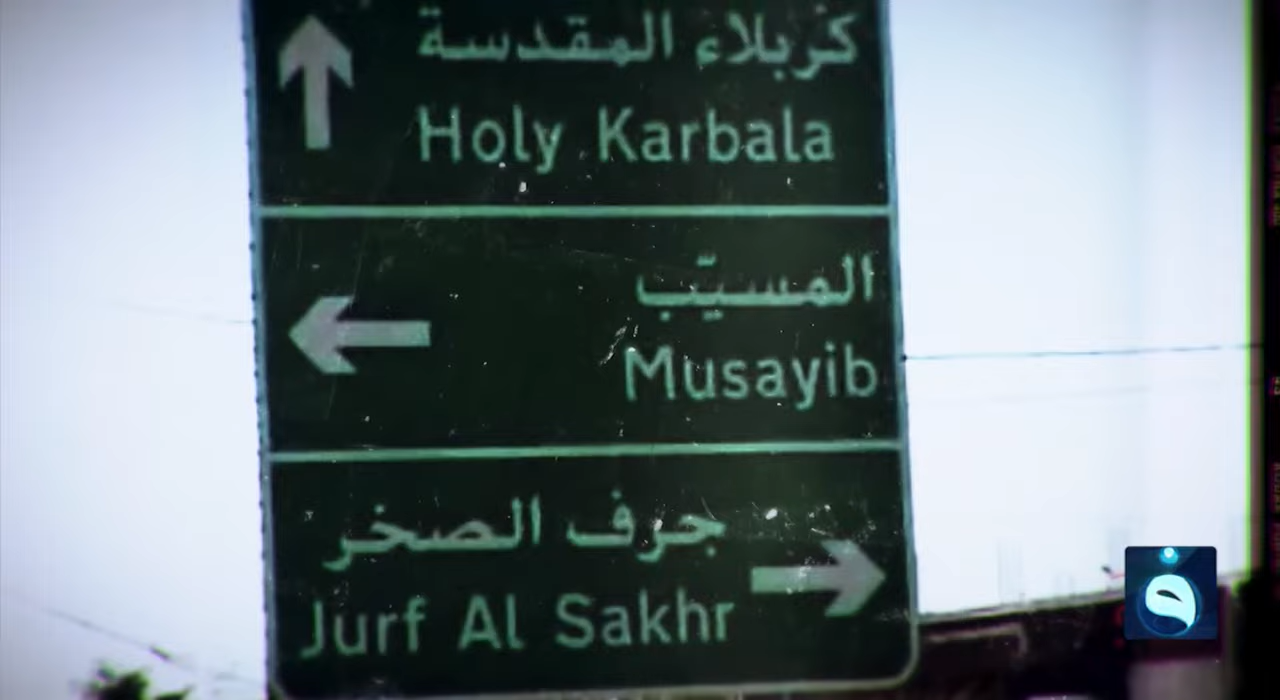 كربلاء المقدسة
Holy Karbala
المسيّب
Musayib
جرف الصخر
Jurf Al Sakhr